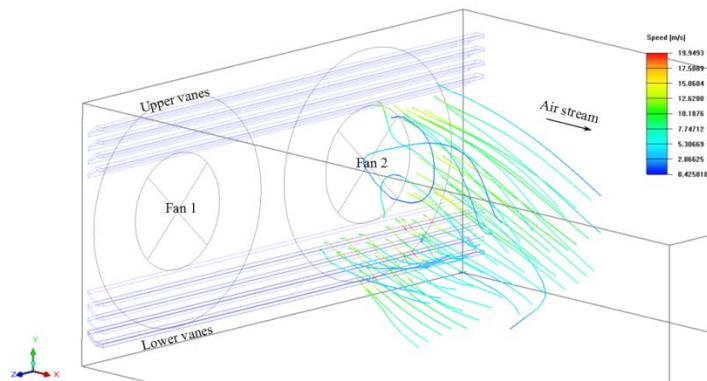 Speed [m/s]
19.9493
17.5089
15.0684
12.6280
10.1876
7.74712
5.30669
2.86625
0.425818
Upper vanes
Air stream
Fan 2
Fan 1
Lower vanes
Y
Z
X